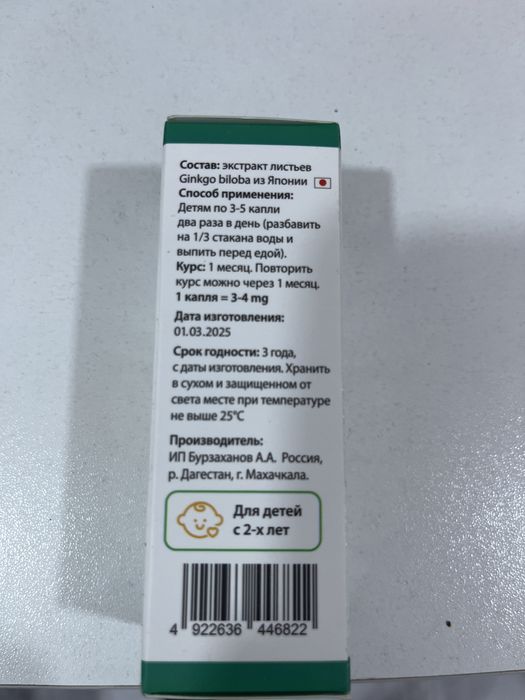 Состав: экстракт листьев
Ginkgo biloba из Японии
Способ применения:
Детям по 3-5 капли
два раза в день (разбавить
на 1/3 стакана воды и
выпить перед едой).
Курс: 1 месяц. Повторить
курс можно через 1 месяц.
1 капля = 3-4 mg
Дата изготовления:
01.03.2025
Срок годности: 3 года,
с даты изготовления. Хранить
в сухом и защищенном от
света месте при температуре
не выше 25°C
Производитель:
ИП Бурзаханов А.А. Россия,
р. Дагестан, г. Махачкала.
Для детей
с 2-х лет
4 922636 446822